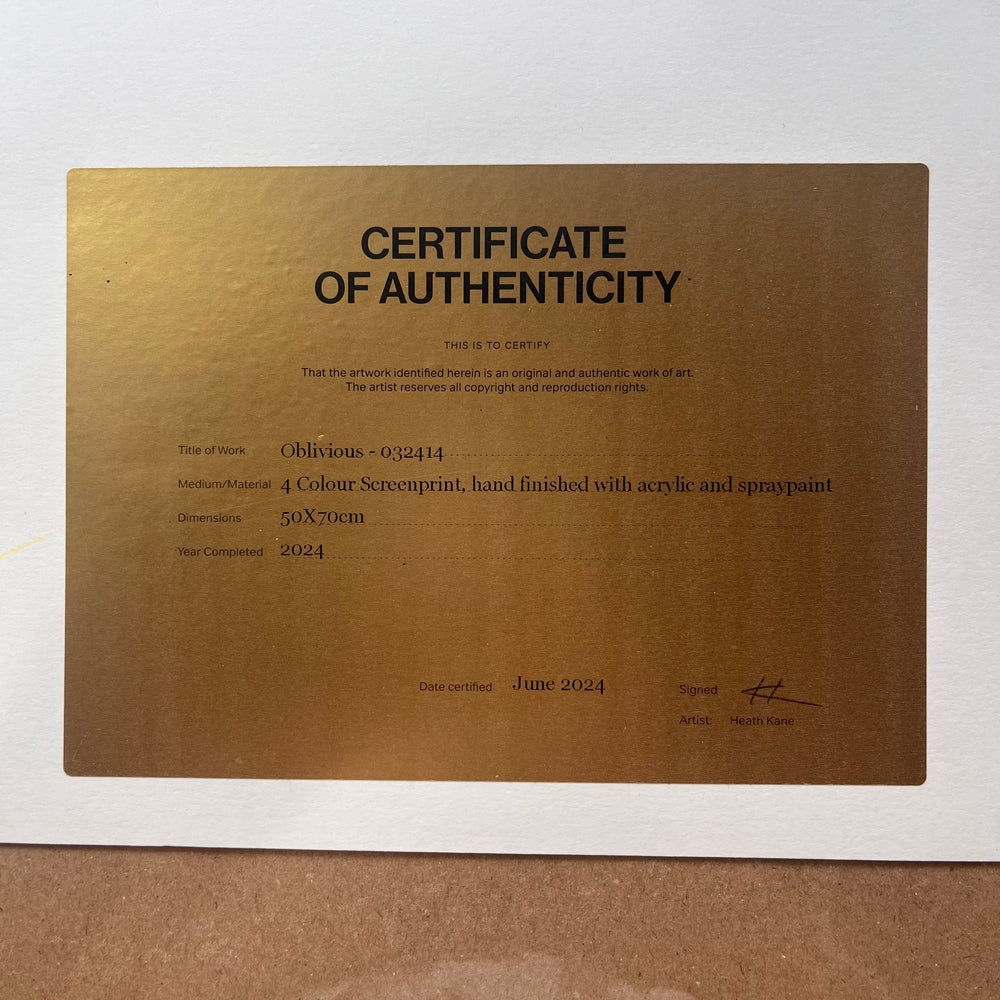 CERTIFICATE
OF AUTHENTICITY
THIS IS TO CERTIFY
That the artwork identified herein is an original and authentic work of art.
The artist reserves all copyright and reproduction rights.
Title of Work Oblivious - 032414
Medium/Material 4 Colour Screenprint, hand finished with acrylic and spraypaint
Dimensions 50X70cm
Year Completed 2024
Date certified June 2024
Signed
Artist: Heath Kane